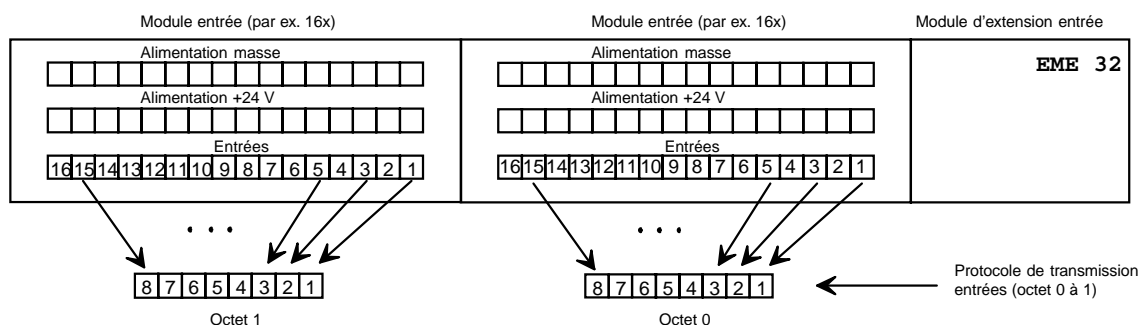 Module entrée (par ex. 16x)
Module entrée (par ex. 16x)
Module d'extension entrée
Alimentation masse
Alimentation masse
EME 32
Alimentation +24 V
Alimentation +24 V
Entrées
Entrées
16 15 14 13 12 11 10 9 8 7 6 5 4 3 2 1
16 15 14 13 12 11 10 9 8 7 6 5 4 3 2 1
. . .
. . .
8 7 6 5 4 3 2 1
8 7 6 5 4 3 2 1
Protocole de transmission
entrées (octet 0 à 1)
Octet 1
Octet 0